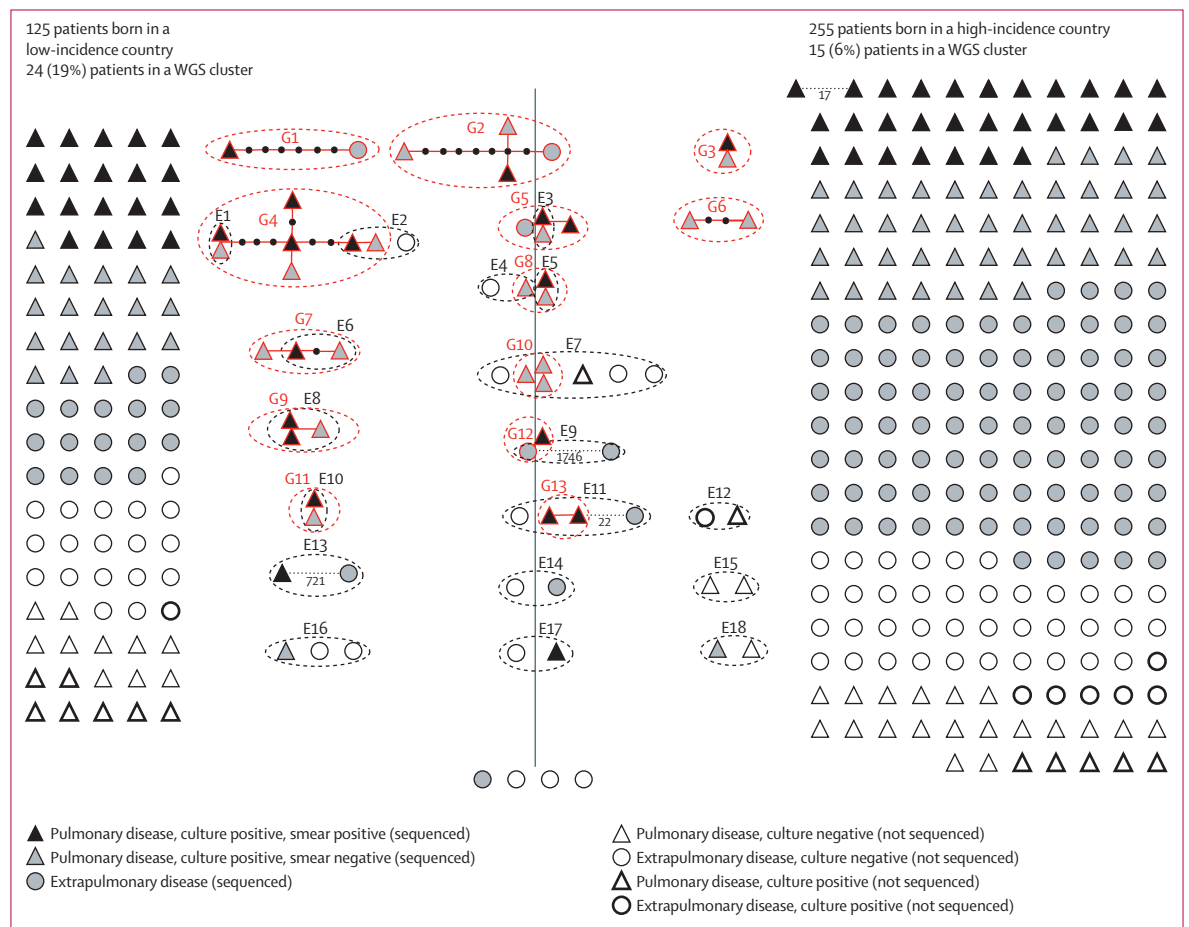 125 patients born in a
low-incidence country
24 (19%) patients in a WGS cluster
255 patients born in a high-incidence country
15 (6%) patients in a WGS cluster
17
G1
G2
G3
E1
G4
E2
G5
E3
G6
E4
G8
E5
G7
E6
G10
E7
G9
E8
G12
E9
1746
G11
E10
G13
E11
22
E12
E13
721
E14
E15
E16
E17
E18
Pulmonary disease, culture positive, smear positive (sequenced)
Pulmonary disease, culture positive, smear negative (sequenced)
Extrapulmonary disease (sequenced)
Pulmonary disease, culture negative (not sequenced)
Extrapulmonary disease, culture negative (not sequenced)
Pulmonary disease, culture positive (not sequenced)
Extrapulmonary disease, culture positive (not sequenced)